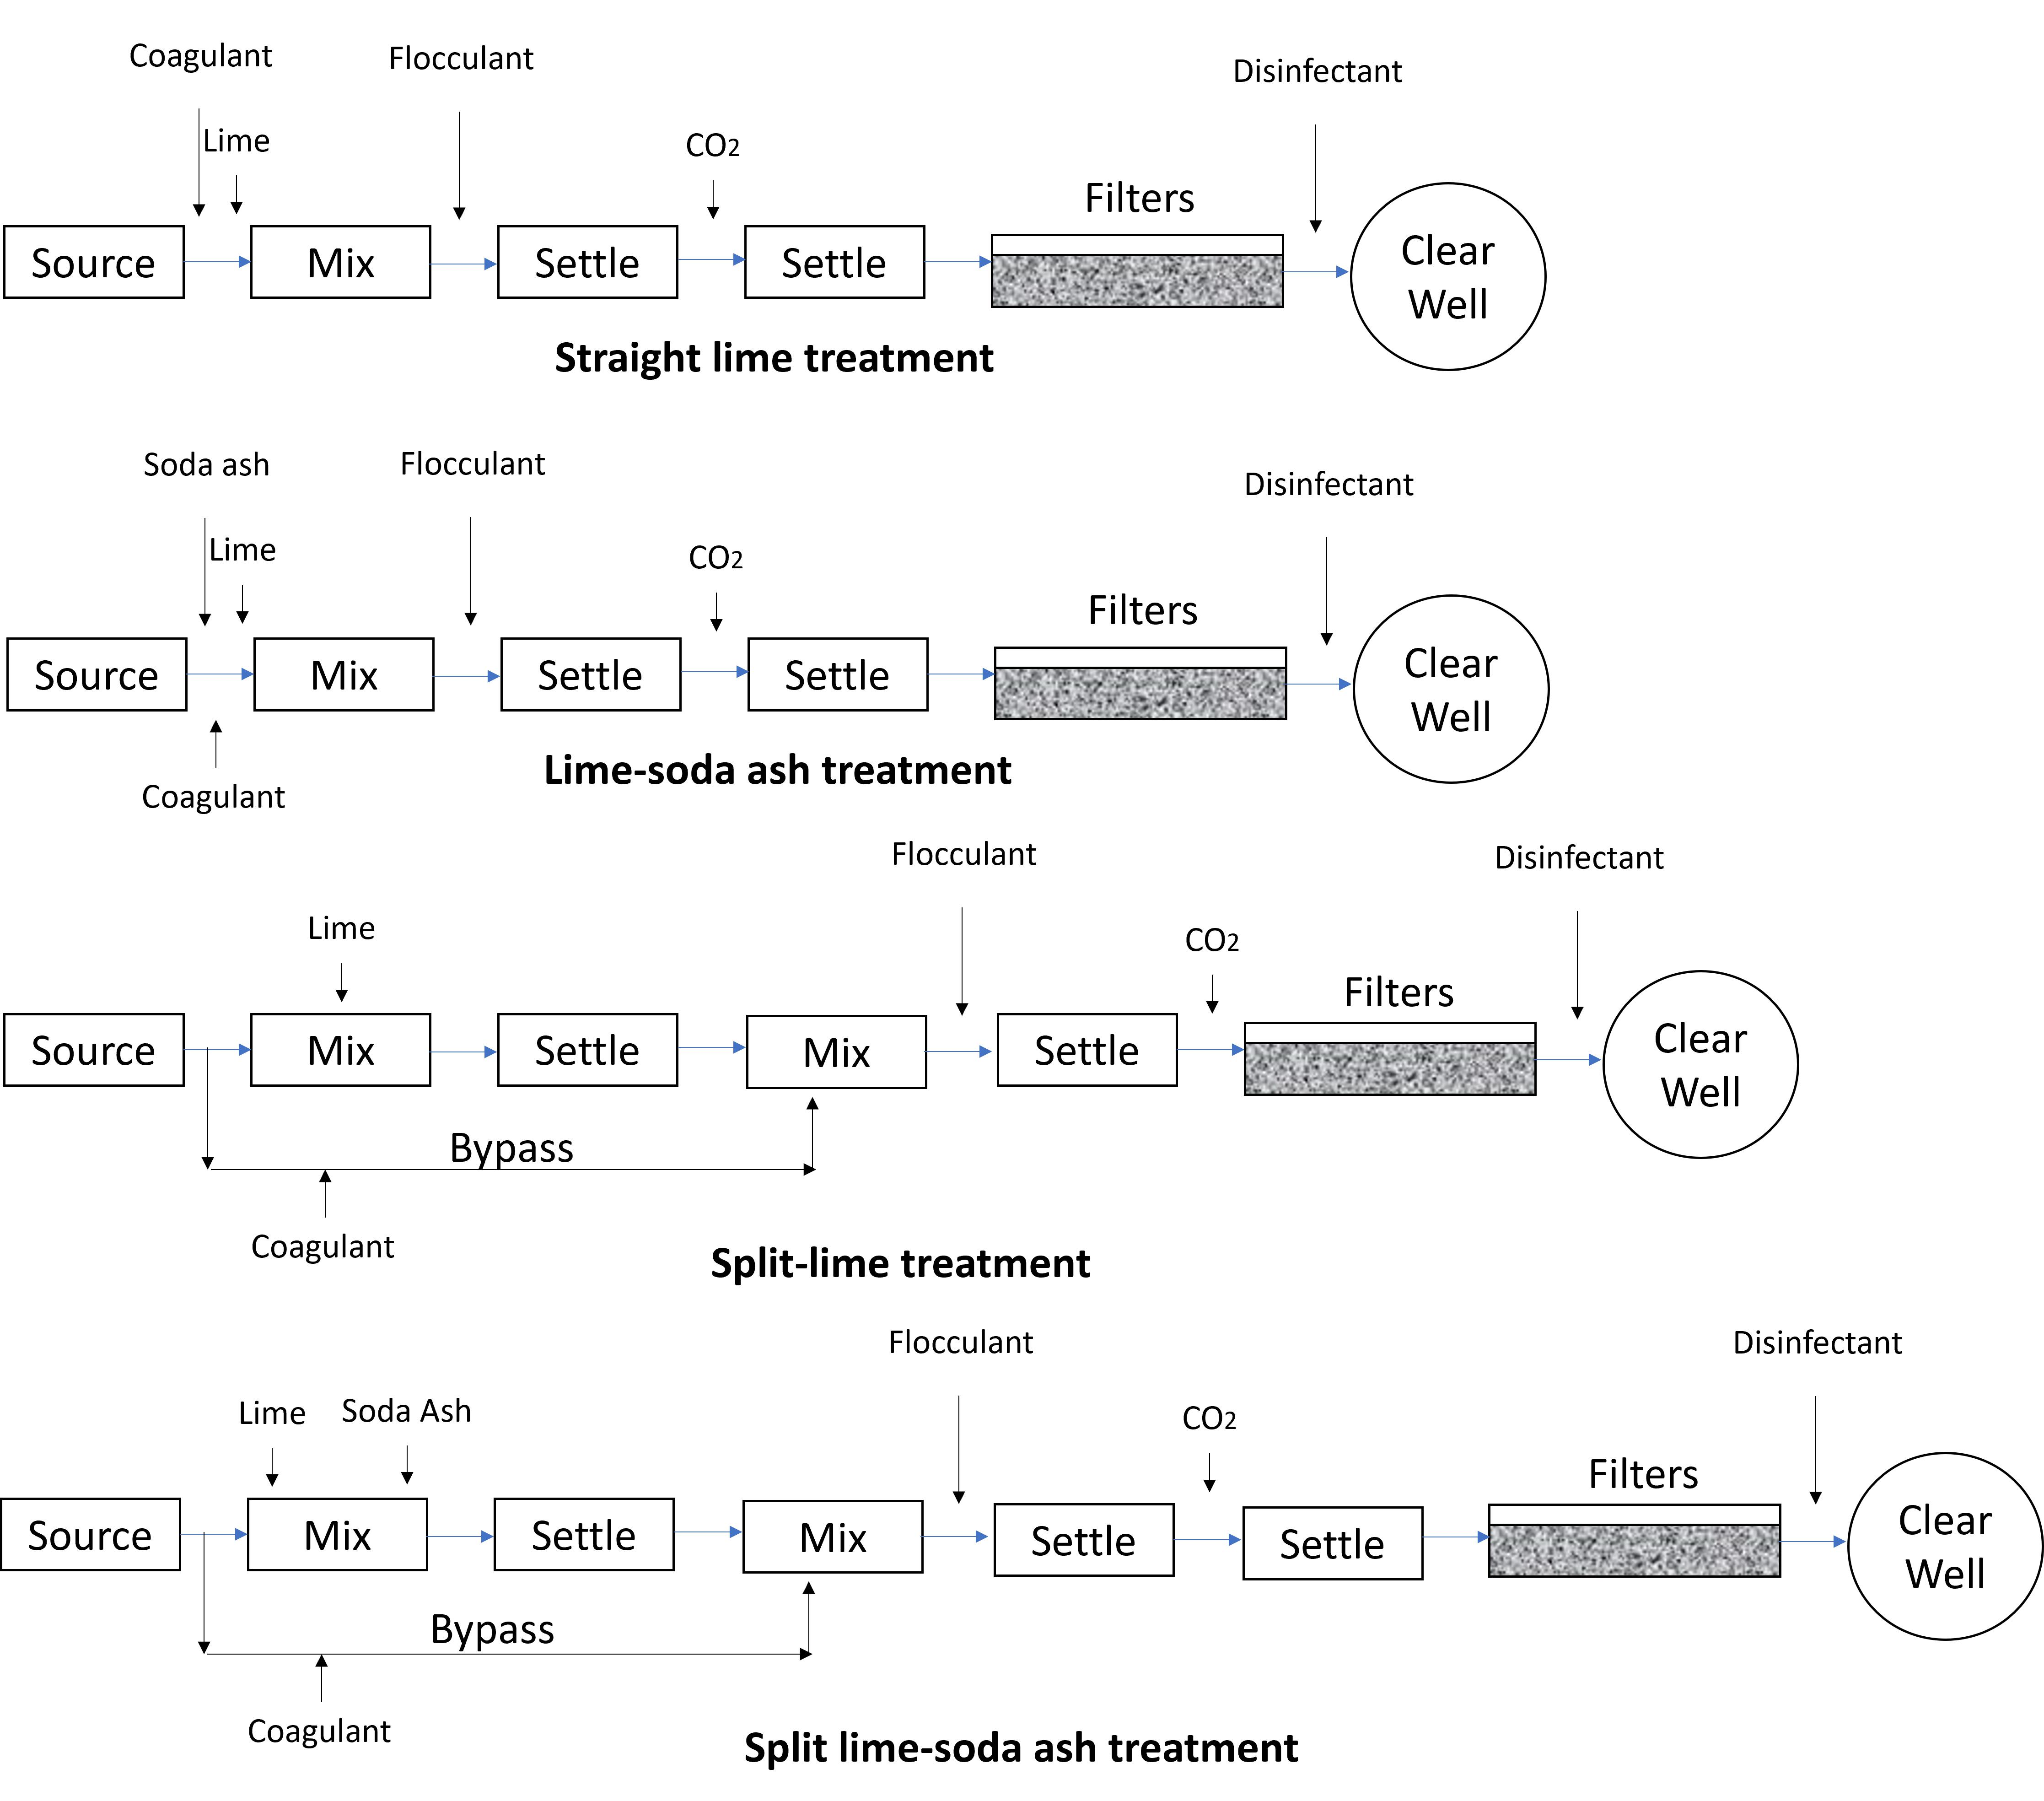 Coagulant
Flocculant
Disinfectant
Lime
CO2
Filters
Source
Mix
Settle
Settle
Clear
Well
Straight lime treatment
Soda ash
Flocculant
Disinfectant
Lime
CO2
Filters
Source
Mix
Settle
Settle
Clear
Well
Lime-soda ash treatment
Coagulant
Flocculant
Disinfectant
Lime
CO2
Filters
Source
Mix
Settle
Mix
Settle
Clear
Well
Bypass
Coagulant
Split-lime treatment
Flocculant
Disinfectant
Lime
Soda Ash
CO2
Filters
Source
Mix
Settle
Mix
Settle
Settle
Clear
Well
Bypass
Coagulant
Split lime-soda ash treatment